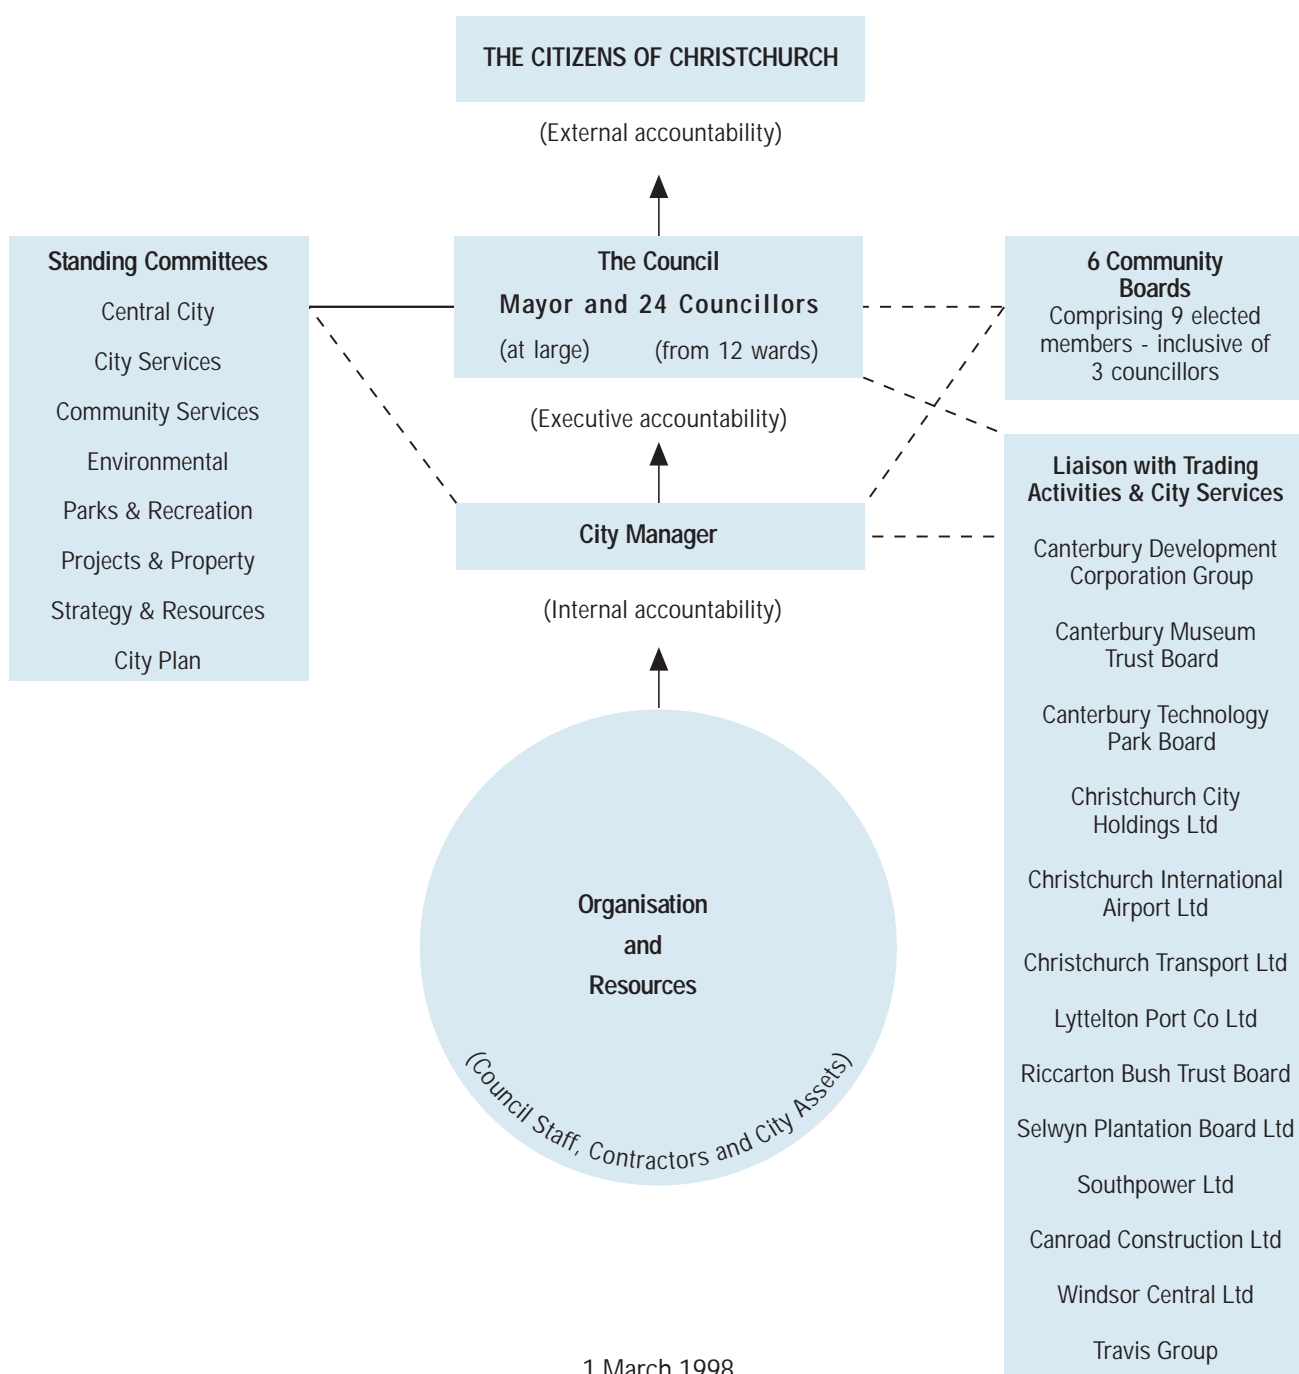 THE CITIZENS OF CHRISTCHURCH
(External accountability)
Standing Committees
Central City
City Services
Community Services
Environmental
Parks & Recreation
Projects & Property
Strategy & Resources
City Plan
The Council
Mayor and 24 Councillors
(at large) (from 12 wards)
(Executive accountability)
City Manager
(Internal accountability)
Organisation
and
Resources
(Council Staff, Contractors and City Assets)
6 Community
Boards
Comprising 9 elected
members - inclusive of
3 councillors
Liaison with Trading
Activities & City Services
Canterbury Development
Corporation Group
Canterbury Museum
Trust Board
Canterbury Technology
Park Board
Christchurch City
Holdings Ltd
Christchurch International
Airport Ltd
Christchurch Transport Ltd
Lyttelton Port Co Ltd
Riccarton Bush Trust Board
Selwyn Plantation Board Ltd
Southpower Ltd
Canroad Construction Ltd
Windsor Central Ltd
Travis Group
1 March 1998